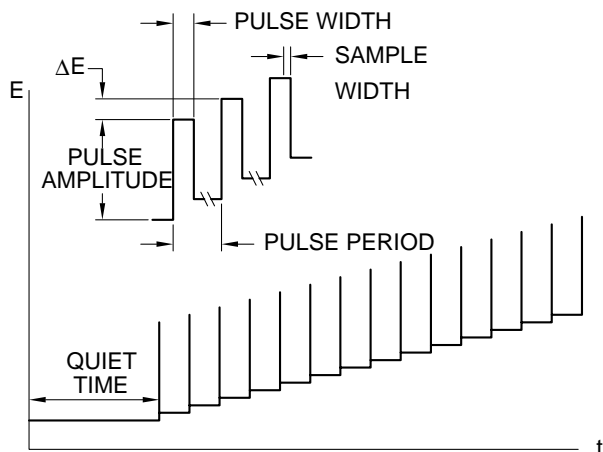 PULSE WIDTH
SAMPLE
WIDTH
ΔE
E
PULSE
AMPLITUDE
PULSE PERIOD
QUIET
TIME
t